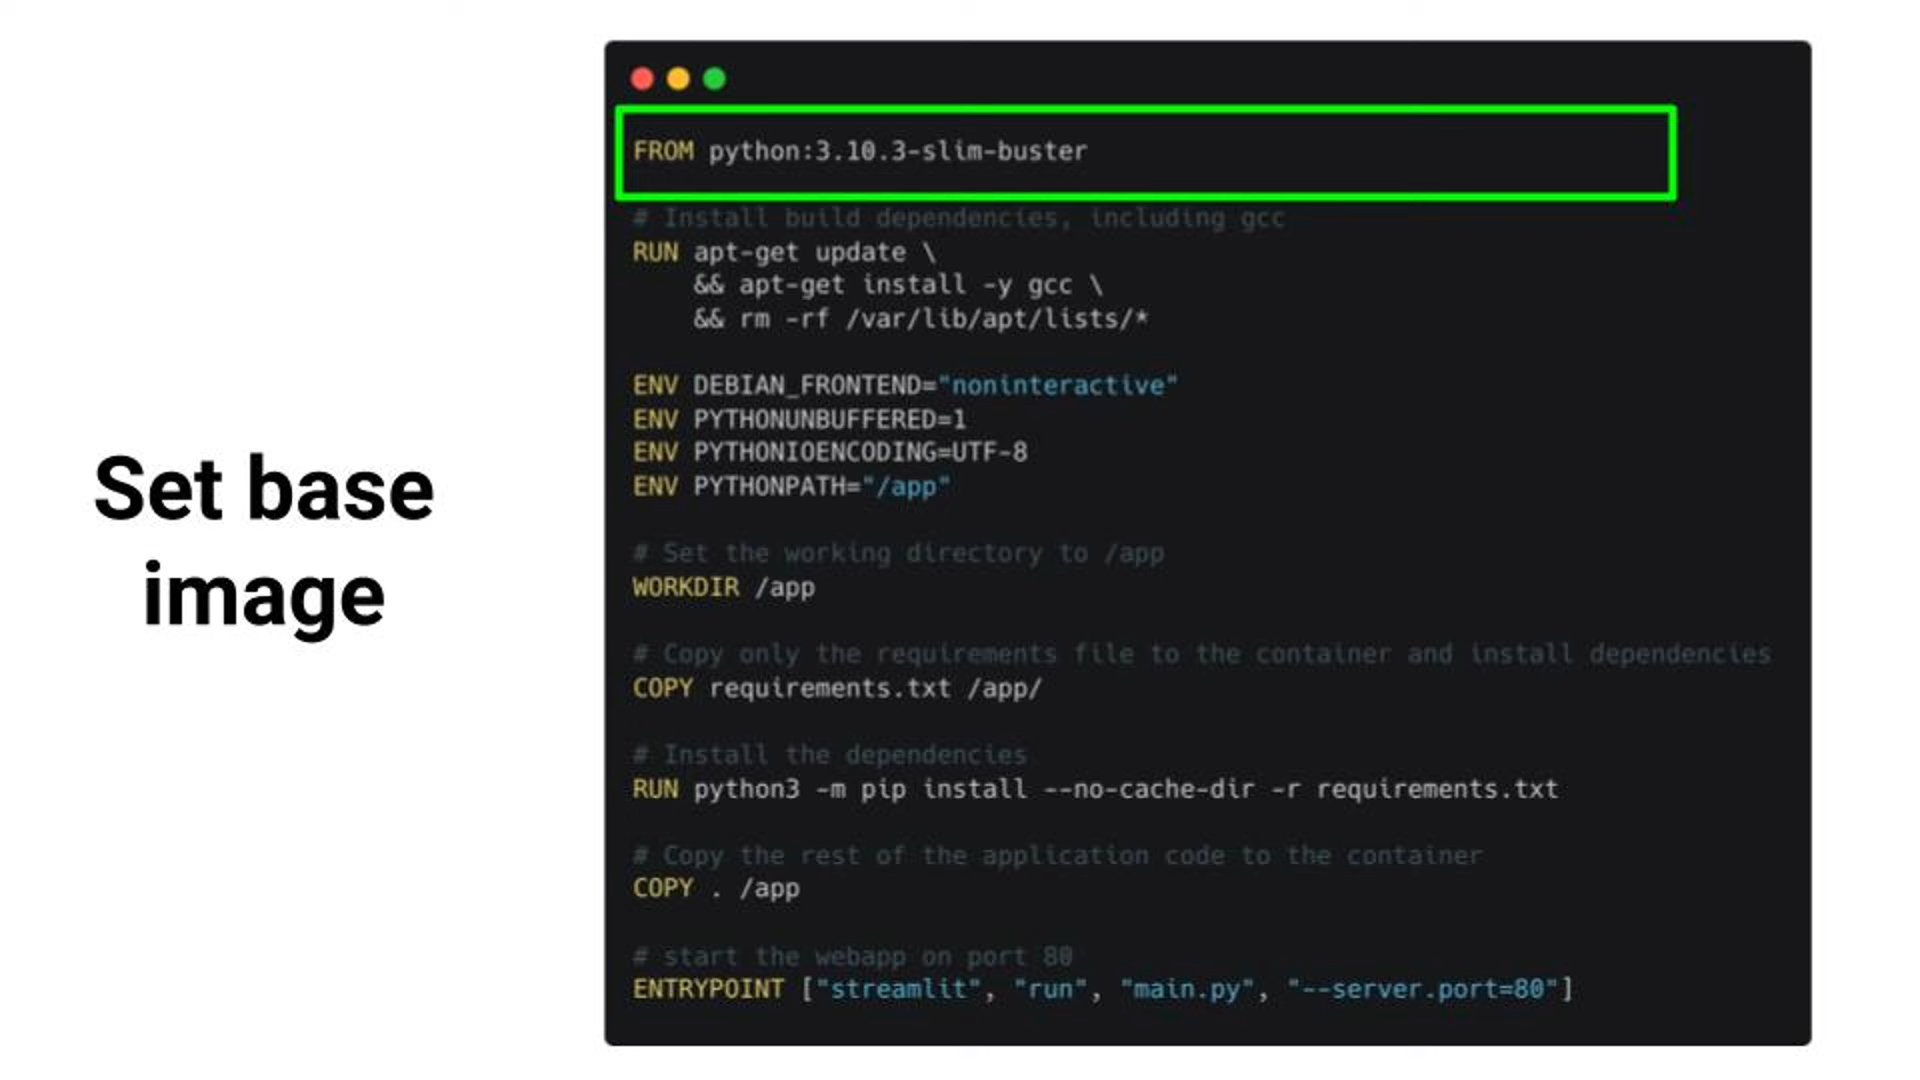 Set base
image
FROM python:3.10.3-slim-buster
# Install build dependencies, including gcc
RUN apt-get update \
    && apt-get install -y gcc \
    && rm -rf /var/lib/apt/lists/*
ENV DEBIAN_FRONTEND="noninteractive"
ENV PYTHONUNBUFFERED=1
ENV PYTHONIOENCODING=UTF-8
ENV PYTHONPATH="/app"
# Set the working directory to /app
WORKDIR /app
# Copy only the requirements file to the container and install dependencies
COPY requirements.txt /app/
# Install the dependencies
RUN python3 -m pip install --no-cache-dir -r requirements.txt
# Copy the rest of the application code to the container
COPY . /app
# start the webapp on port 80
ENTRYPOINT ["streamlit", "run", "main.py", "--server.port=80"]